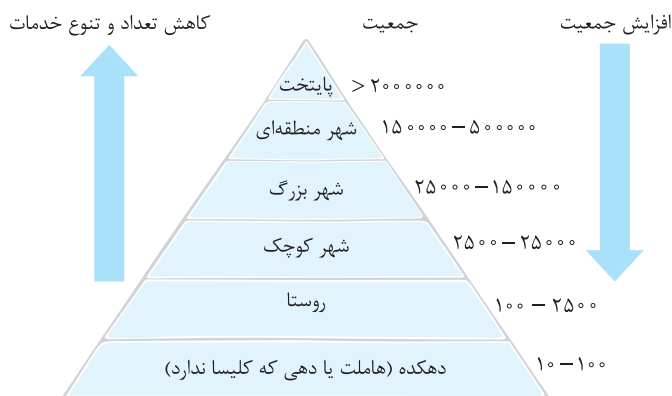 افزایش جمعیت
جمعیت
کاهش تعداد و تنوع خدمات
پایتخت
> ۲۰۰۰۰۰۰
شهر منطقه‌ای
۱۵۰۰۰۰ – ۵۰۰۰۰۰
شهر بزرگ
۲۵۰۰۰ – ۱۵۰۰۰۰
شهر کوچک
۲۵۰۰ – ۲۵۰۰۰
روستا
۱۰۰ – ۲۵۰۰
دهکده (هاملت یا دهی که کلیسا ندارد)
۱۰ – ۱۰۰